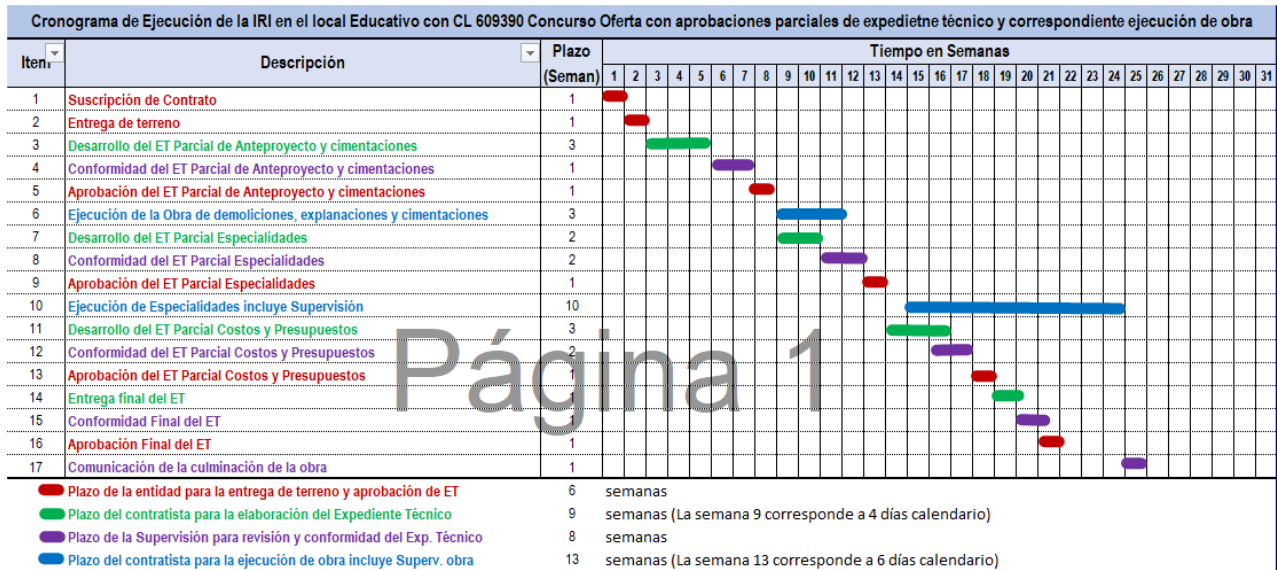 Cronograma de Ejecución de la IRI en el local Educativo con CL 609390 Concurso Oferta con aprobaciones parciales de expedietne técnico y correspondiente ejecución de obra
Item Descripción Plazo (Seman) Tiempo en Semanas
1 2 3 4 5 6 7 8 9 10 11 12 13 14 15 16 17 18 19 20 21 22 23 24 25 26 27 28 29 30 31
1 Suscripción de Contrato 1
2 Entrega de terreno 1
3 Desarrollo del ET Parcial de Anteproyecto y cimentaciones 3
4 Conformidad del ET Parcial de Anteproyecto y cimentaciones 1
5 Aprobación del ET Parcial de Anteproyecto y cimentaciones 1
6 Ejecución de la Obra de demoliciones, explanaciones y cimentaciones 3
7 Desarrollo del ET Parcial Especialidades 2
8 Conformidad del ET Parcial Especialidades 2
9 Aprobación del ET Parcial Especialidades 1
10 Ejecución de Especialidades incluye Supervisión 10
11 Desarrollo del ET Parcial Costos y Presupuestos 3
12 Conformidad del ET Parcial Costos y Presupuestos 2
13 Aprobación del ET Parcial Costos y Presupuestos 1
14 Entrega final del ET 1
15 Conformidad Final del ET 1
16 Aprobación Final del ET 1
17 Comunicación de la culminación de la obra 1
Página 1
Plazo de la entidad para la entrega de terreno y aprobación de ET 6 semanas
Plazo del contratista para la elaboración del Expediente Técnico 9 semanas (La semana 9 corresponde a 4 días calendario)
Plazo de la Supervisión para revisión y conformidad del Exp. Técnico 8 semanas
Plazo del contratista para la ejecución de obra incluye Superv. obra 13 semanas (La semana 13 corresponde a 6 días calendario)